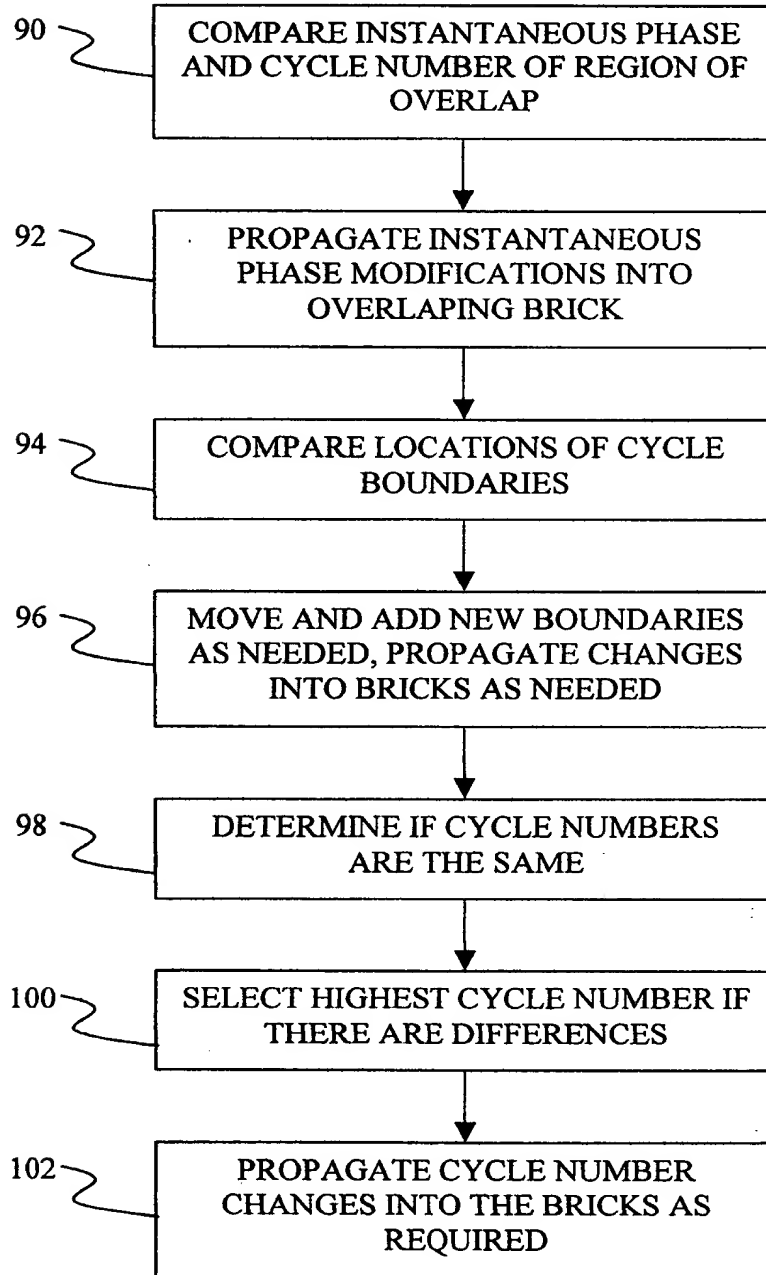 90
COMPARE INSTANTANEOUS PHASE
AND CYCLE NUMBER OF REGION OF
OVERLAP
92
PROPAGATE INSTANTANEOUS
PHASE MODIFICATIONS INTO
OVERLAPING BRICK
94
COMPARE LOCATIONS OF CYCLE
BOUNDARIES
96
MOVE AND ADD NEW BOUNDARIES
AS NEEDED, PROPAGATE CHANGES
INTO BRICKS AS NEEDED
98
DETERMINE IF CYCLE NUMBERS
ARE THE SAME
100
SELECT HIGHEST CYCLE NUMBER IF
THERE ARE DIFFERENCES
102
PROPAGATE CYCLE NUMBER
CHANGES INTO THE BRICKS AS
REQUIRED